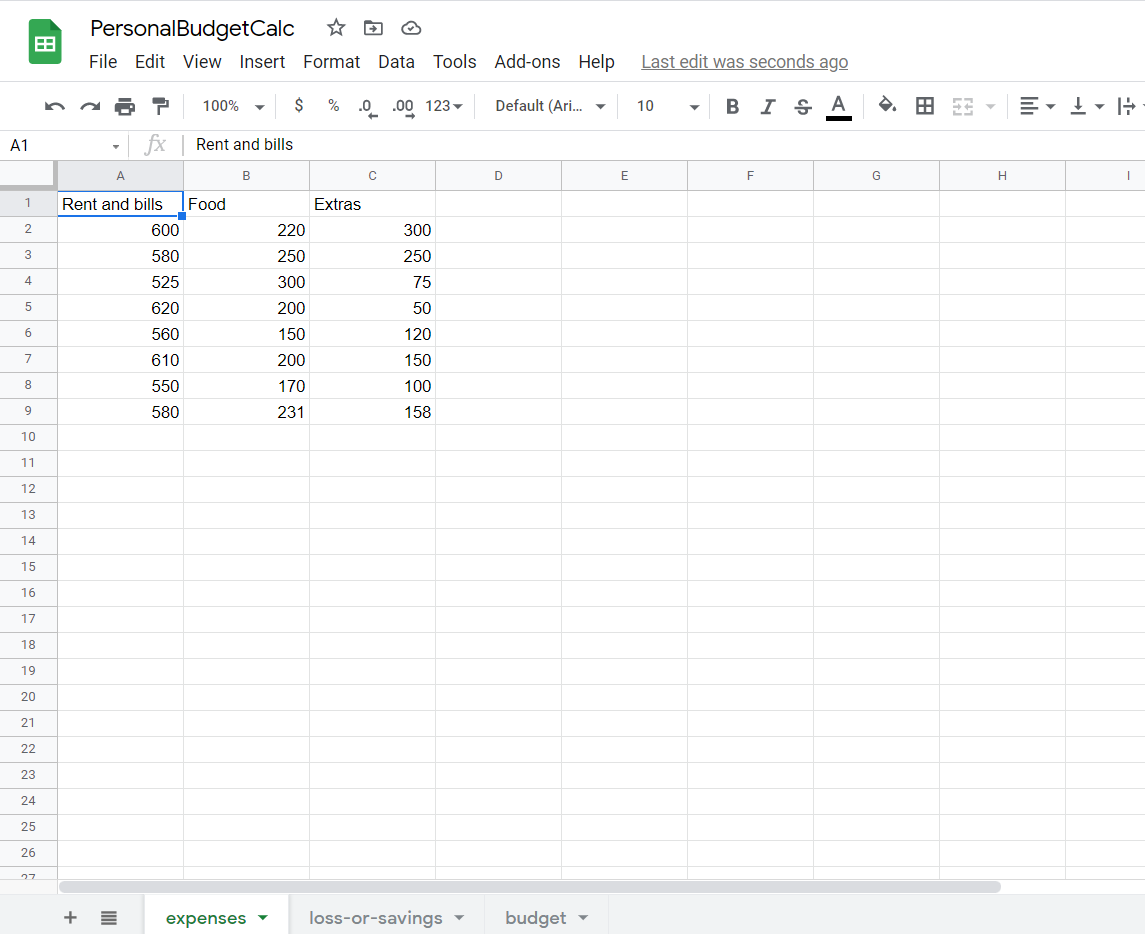 PersonalBudgetCalc
File Edit View Insert Format Data Tools Add-ons Help Last edit was seconds ago
100% $ % .0 .00 123 Default (Ari... 10 B I S A
A1 fx Rent and bills
A B C D E F G H I
1 Rent and bills Food Extras
2 600 220 300
3 580 250 250
4 525 300 75
5 620 200 50
6 560 150 120
7 610 200 150
8 550 170 100
9 580 231 158
10
11
12
13
14
15
16
17
18
19
20
21
22
23
24
25
26
27
+ expenses loss-or-savings budget